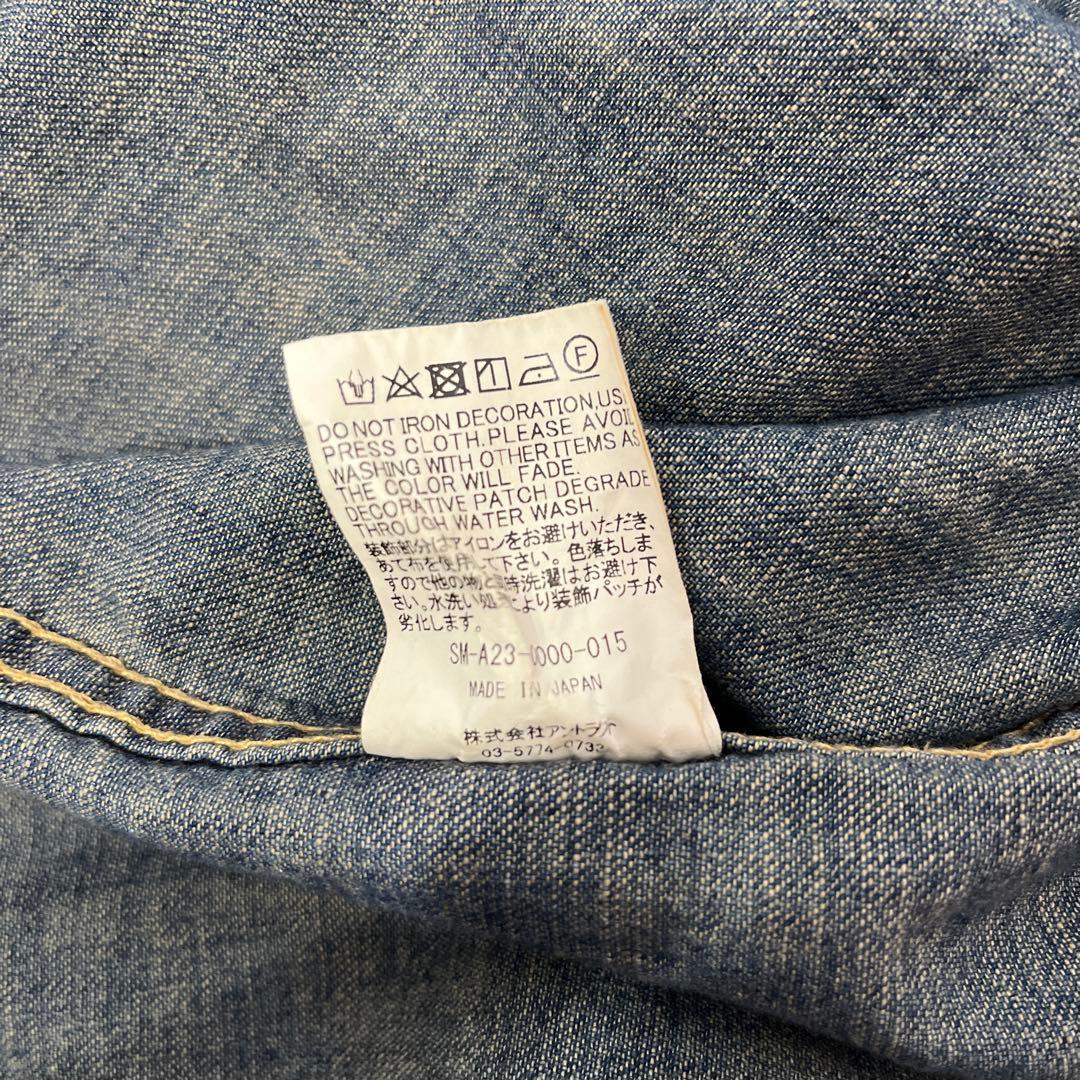 F
DO NOT IRON DECORATION, US
PRESS CLOTH. PLEASE AVOI
WASHING WITH OTHER ITEMS AS
THE COLOR WILL FADE.
DECORATIVE PATCH DEGRADE
THROUGH WATER WASH.
装飾部分はアイロンをお避けいただき、
あて布を使用して下さい。色落ちしま
すので他の物と同時洗濯はお避け下
さい。水洗い処理により装飾パッチが
劣化します。
SM-A23-0000-015
MADE IN JAPAN
株式会社アントラ
03-5774-0733